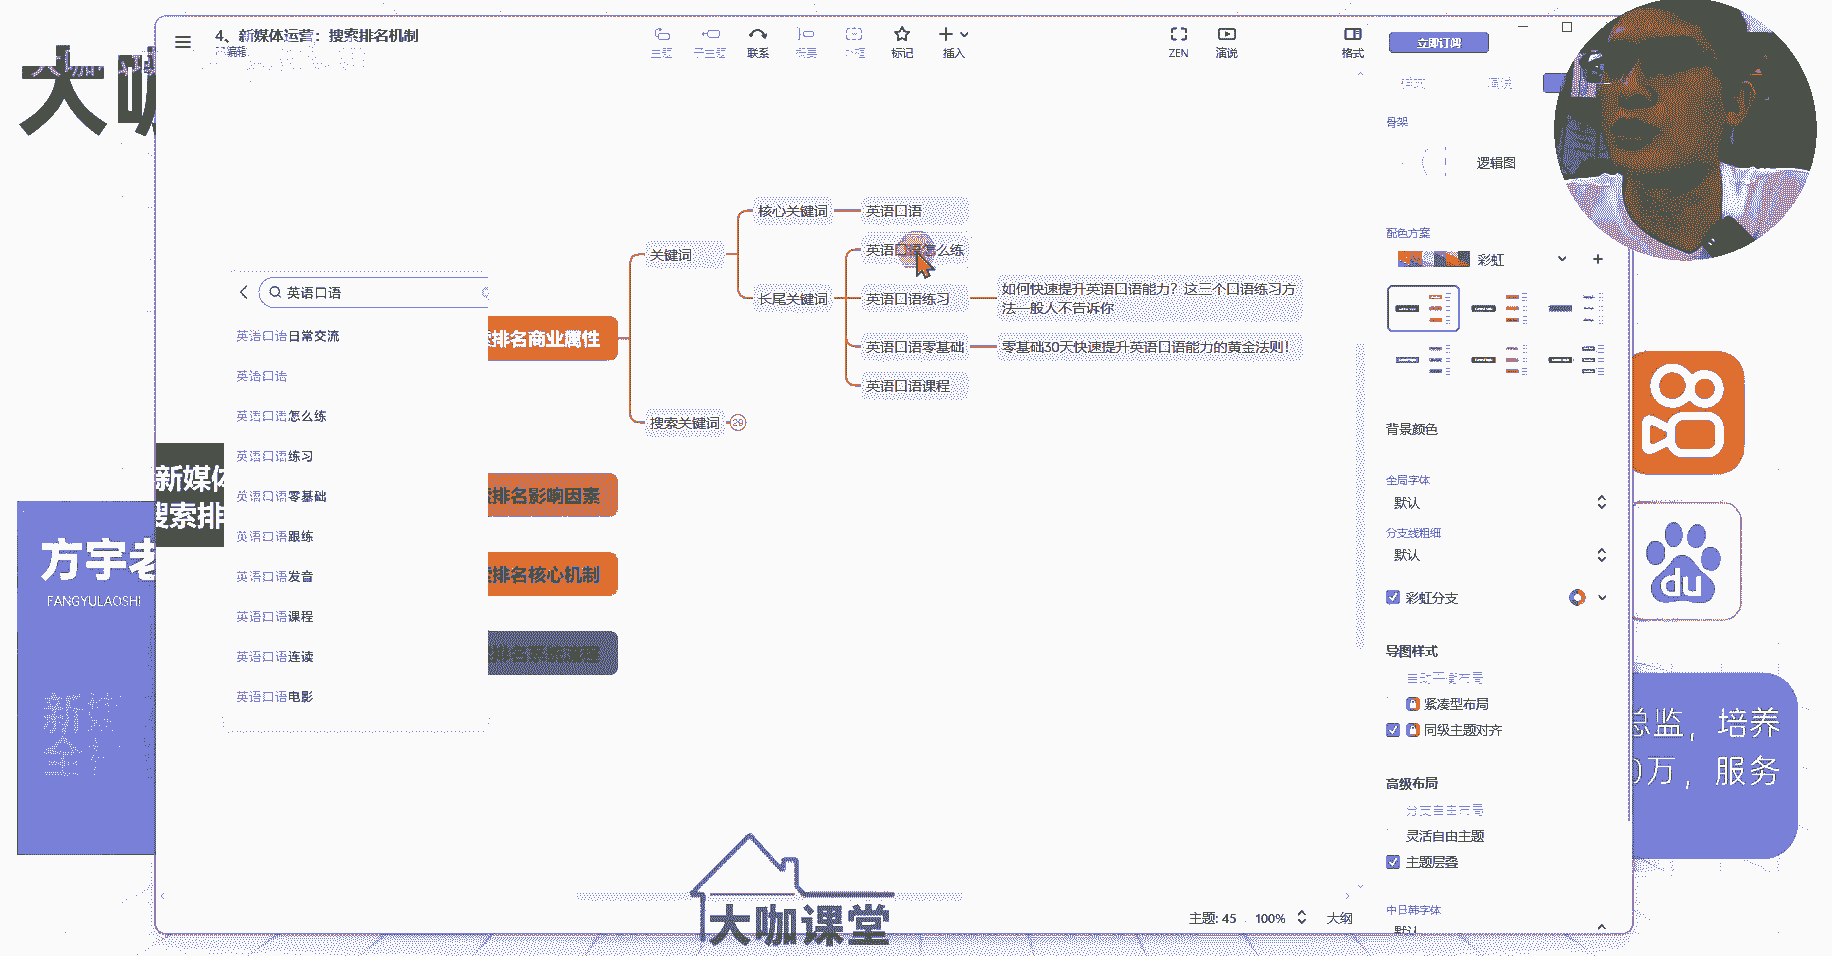 大咖
4、新媒体运营：搜索排名机制
已编辑
主题
子主题
联系
概要
外框
标记
插入
ZEN
演说
格式
立即订阅
样式
演说
骨架
逻辑图
配色方案
彩虹
背景颜色
全局字体
默认
分支线粗细
默认
彩虹分支
导图样式
自动平衡布局
紧凑型布局
同级主题对齐
高级布局
分支自由布局
灵活自由主题
主题层叠
中日韩字体
默认
英语口语
英语口语日常交流
英语口语
英语口语怎么练
英语口语练习
英语口语零基础
英语口语跟练
英语口语发音
英语口语课程
英语口语连读
英语口语电影
新媒体
搜索排
排名商业属性
排名影响因素
排名核心机制
关键词
核心关键词
英语口语
长尾关键词
英语口语怎么练
英语口语练习
如何快速提升英语口语能力？这三个口语练习方
法一般人不告诉你
英语口语零基础
零基础30天快速提升英语口语能力的黄金法则！
英语口语课程
搜索关键词
29
方宇老
FANGYULAOSHI
新媒
全
du
总监，培养
0万，服务
大咖课堂
主题: 45
100%
大纲